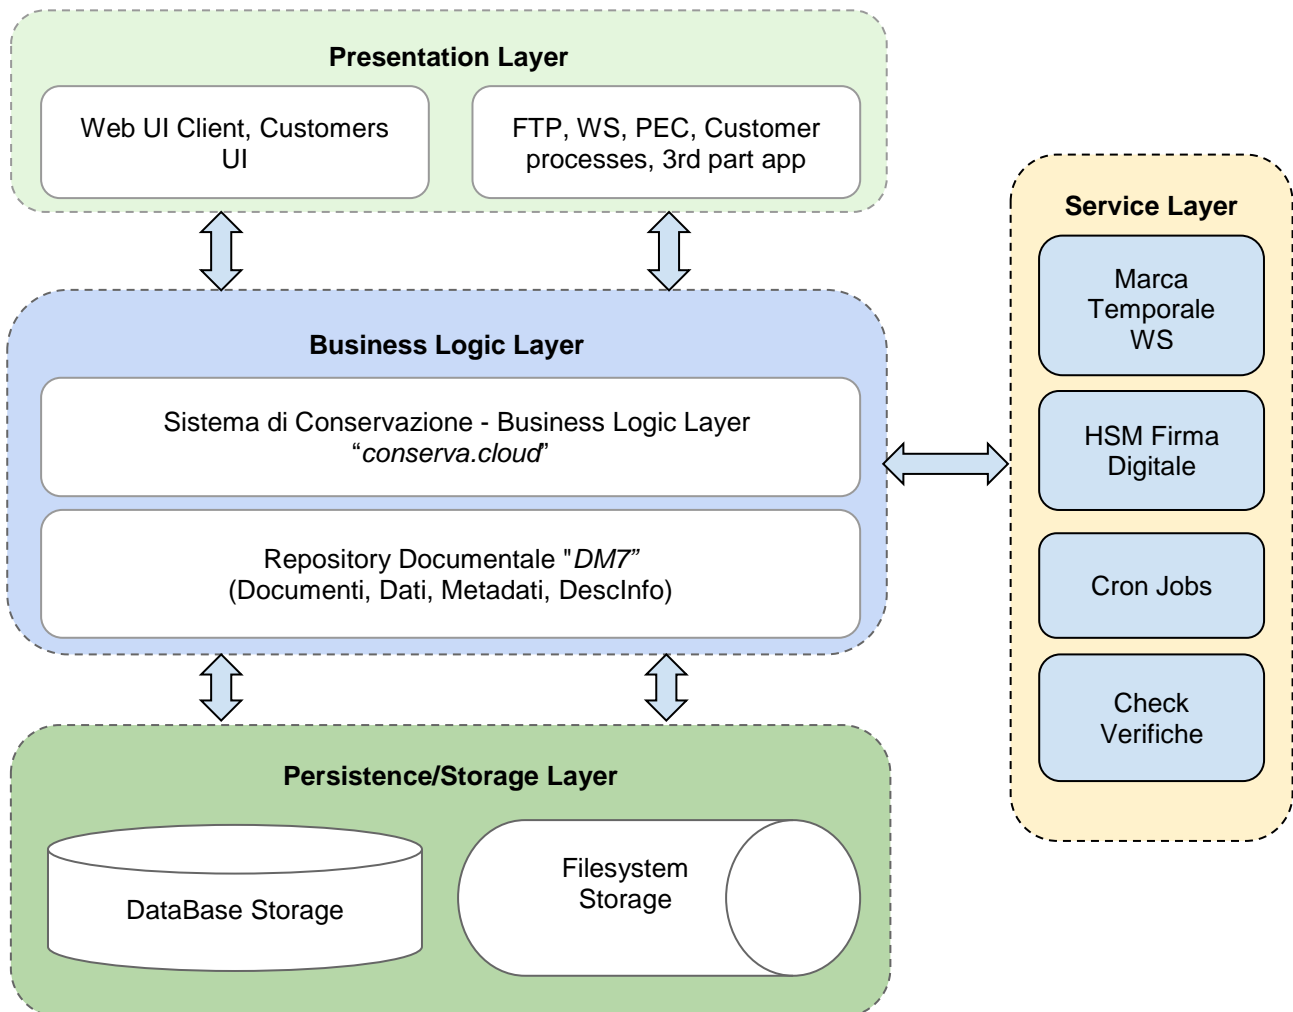 Presentation Layer
Web UI Client, Customers
UI
FTP, WS, PEC, Customer
processes, 3rd part app
Business Logic Layer
Sistema di Conservazione - Business Logic Layer
“conserva.cloud”
Repository Documentale "DM7”
(Documenti, Dati, Metadati, DescInfo)
Persistence/Storage Layer
DataBase Storage
Filesystem
Storage
Service Layer
Marca
Temporale
WS
HSM Firma
Digitale
Cron Jobs
Check
Verifiche